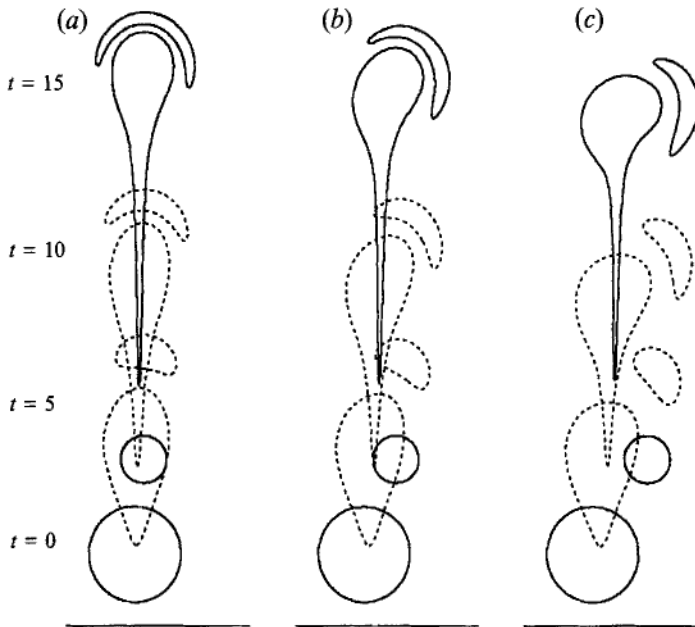 (a) (b) (c)
t = 15
t = 10
t = 5
t = 0